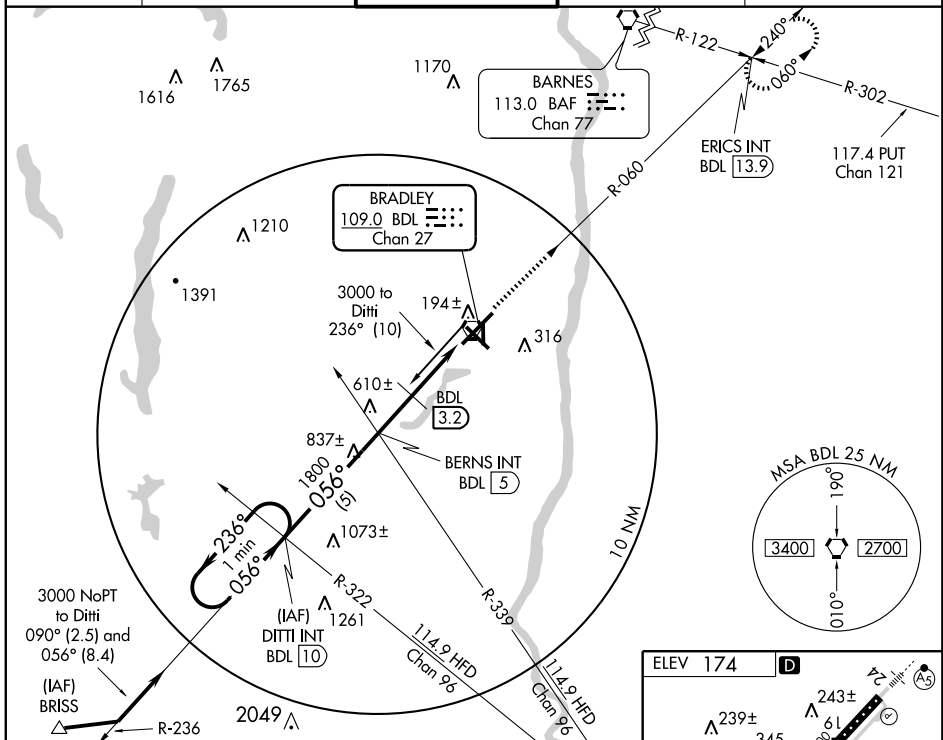 1616
1765
1170
BARNES
113.0 BAF
Chan 77
R-122
240°
060°
R-302
ERICS INT
BDL 13.9
117.4 PUT
Chan 121
R-060
BRADLEY
109.0 BDL
Chan 27
1210
1391
3000 to
Ditti
236° (10)
194±
316
610±
BDL
3.2
837±
1800
056°
(5)
BERNS INT
BDL 5
10 NM
MSA BDL 25 NM
190°
3400
2700
010°
236°
1 min
056°
1073±
R-322
R-339
1261
(IAF)
DITTI INT
BDL 10
114.9 HFD
Chan 96
114.9 HFD
Chan 96
3000 NoPT
to Ditti
090° (2.5) and
056° (8.4)
(IAF)
BRISS
R-236
2049
ELEV 174
D
24
A5
243±
239±
19
P
345